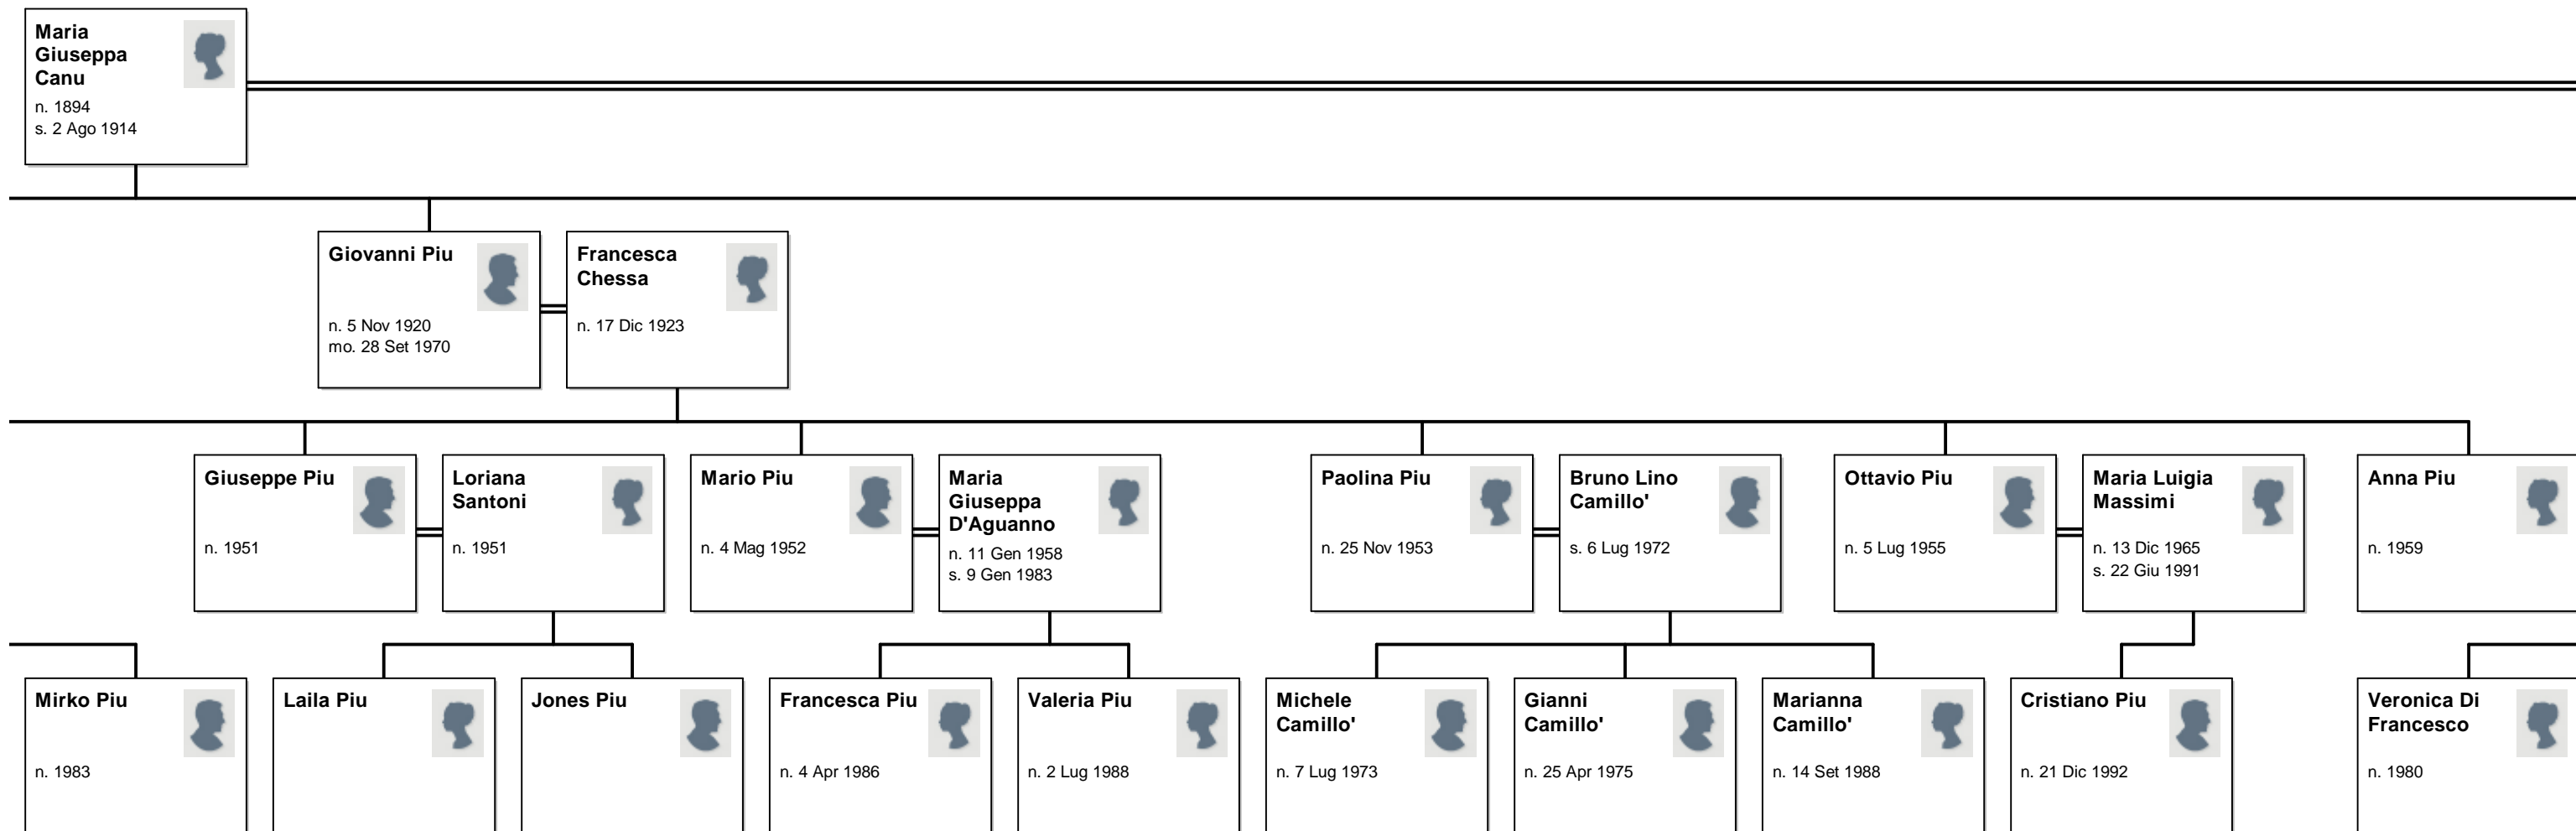 Maria
Giuseppa
Canu
n. 1894
s. 2 Ago 1914
Giovanni Piu
n. 5 Nov 1920
mo. 28 Set 1970
Francesca
Chessa
n. 17 Dic 1923
Giuseppe Piu
n. 1951
Loriana
Santoni
n. 1951
Mario Piu
n. 4 Mag 1952
Maria
Giuseppa
D'Aguanno
n. 11 Gen 1958
s. 9 Gen 1983
Paolina Piu
n. 25 Nov 1953
Bruno Lino
Camillo'
s. 6 Lug 1972
Ottavio Piu
n. 5 Lug 1955
Maria Luigia
Massimi
n. 13 Dic 1965
s. 22 Giu 1991
Anna Piu
n. 1959
Mirko Piu
n. 1983
Laila Piu
Jones Piu
Francesca Piu
n. 4 Apr 1986
Valeria Piu
n. 2 Lug 1988
Michele
Camillo'
n. 7 Lug 1973
Gianni
Camillo'
n. 25 Apr 1975
Marianna
Camillo'
n. 14 Set 1988
Cristiano Piu
n. 21 Dic 1992
Veronica Di
Francesco
n. 1980